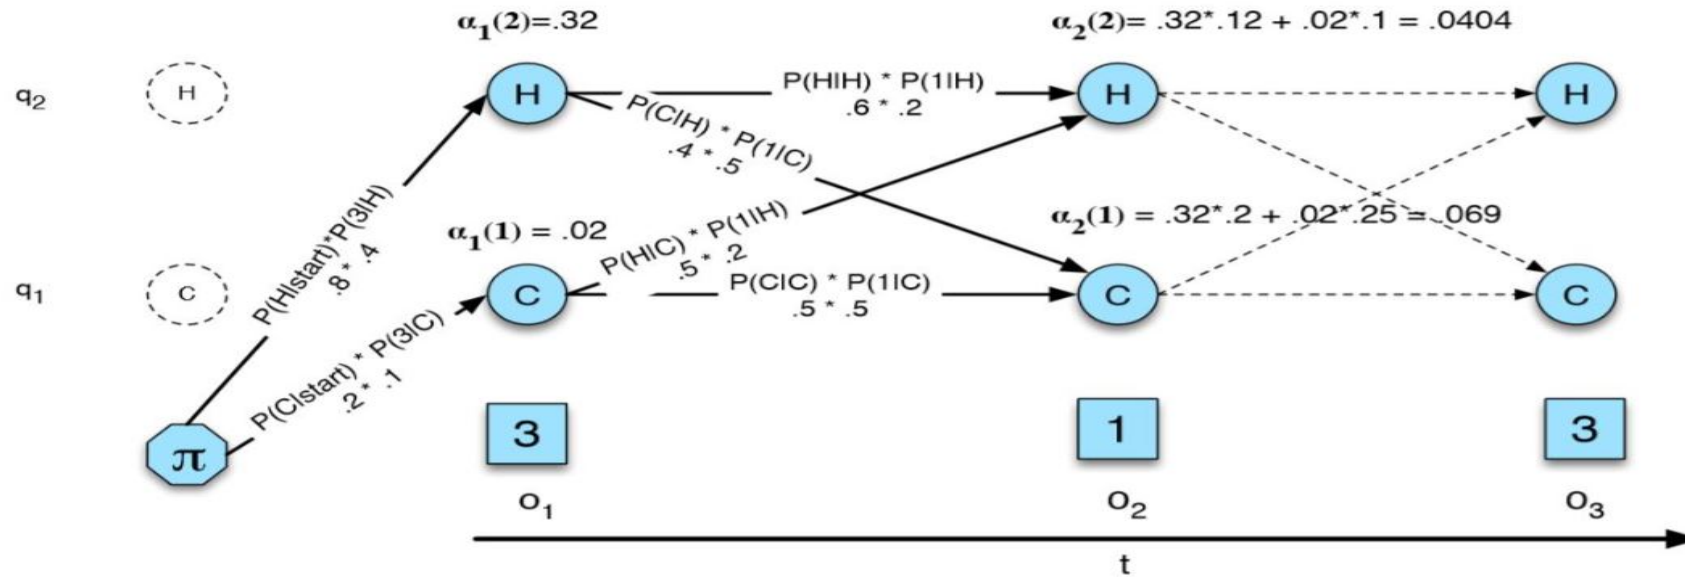 α₁(2)=.32
α₂(2)= .32*.12 + .02*.1 = .0404
q₂
H
H
P(H|H) * P(1|H)
.6 * .2
H
H
P(C|H) * P(1|C)
.4 * .5
P(H|start)*P(3|H)
.8 * .4
α₁(1) = .02
P(H|C) * P(1|H)
.5 * .2
α₂(1) = .32*.2 + .02*.25 = .069
q₁
C
C
P(C|C) * P(1|C)
.5 * .5
C
C
P(C|start) * P(3|C)
.2 * .1
π
3
1
3
o₁
o₂
o₃
t